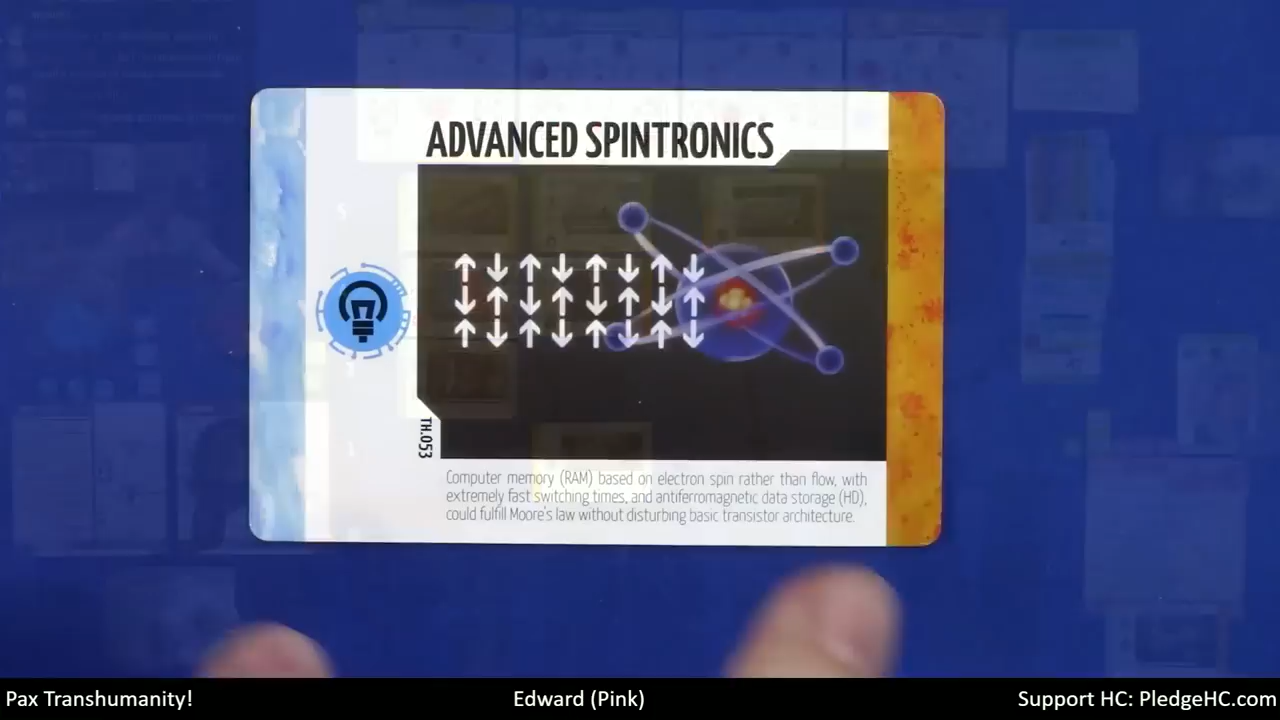 ADVANCED SPINTRONICS
TH.053
Computer memory (RAM) based on electron spin rather than flow, with
extremely fast switching times, and antiferromagnetic data storage (HD),
could fulfill Moore's law without disturbing basic transistor architecture.
Pax Transhumanity!
Edward (Pink)
Support HC: PledgeHC.com